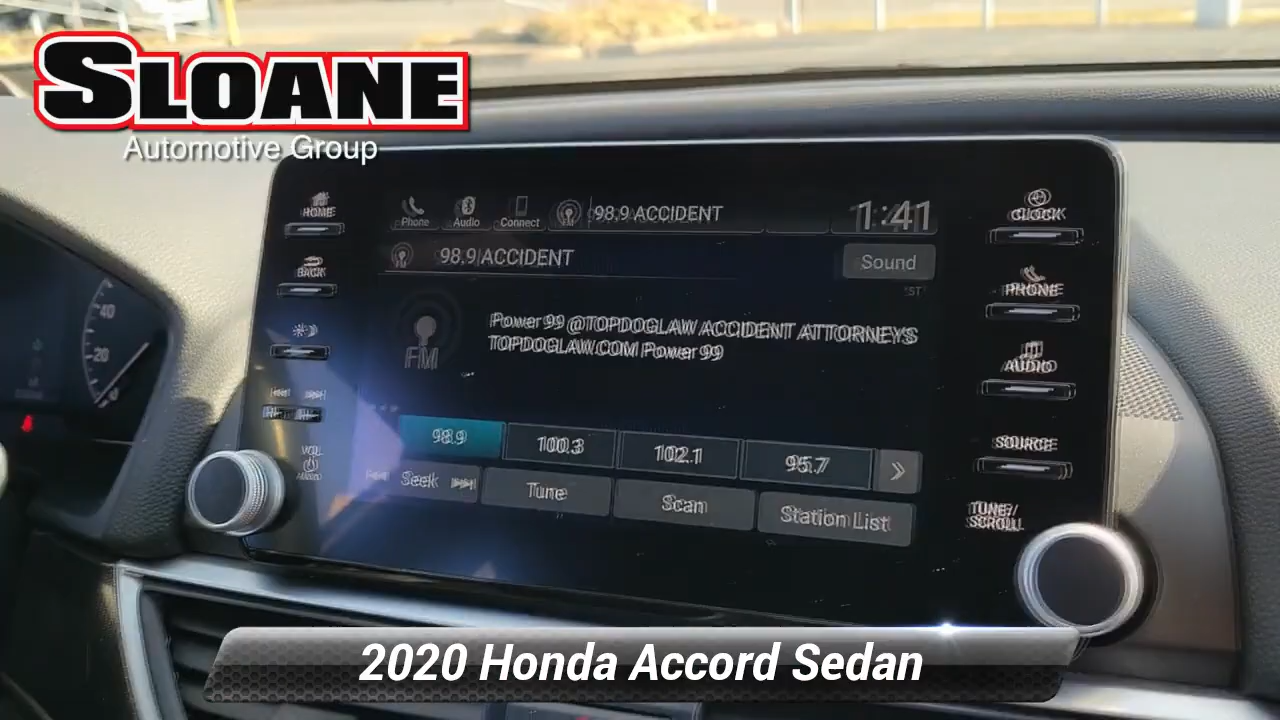 SLOANE
Automotive Group
HOME
Phone
Audio
Connect
FM
98.9 ACCIDENT
1:41
CLOCK
98.9 ACCIDENT
Sound
BACK
PHONE
"ST"
40
Power 99 @TOPDOGLAW ACCIDENT ATTORNEYS
TOPDOGLAW.COM Power 99
FM
20
AUDIO
98.9
100.3
102.1
95.7
SOURCE
VOL
Seek
Tune
Scan
Station List
TUNE/
SCROLL
2020 Honda Accord Sedan